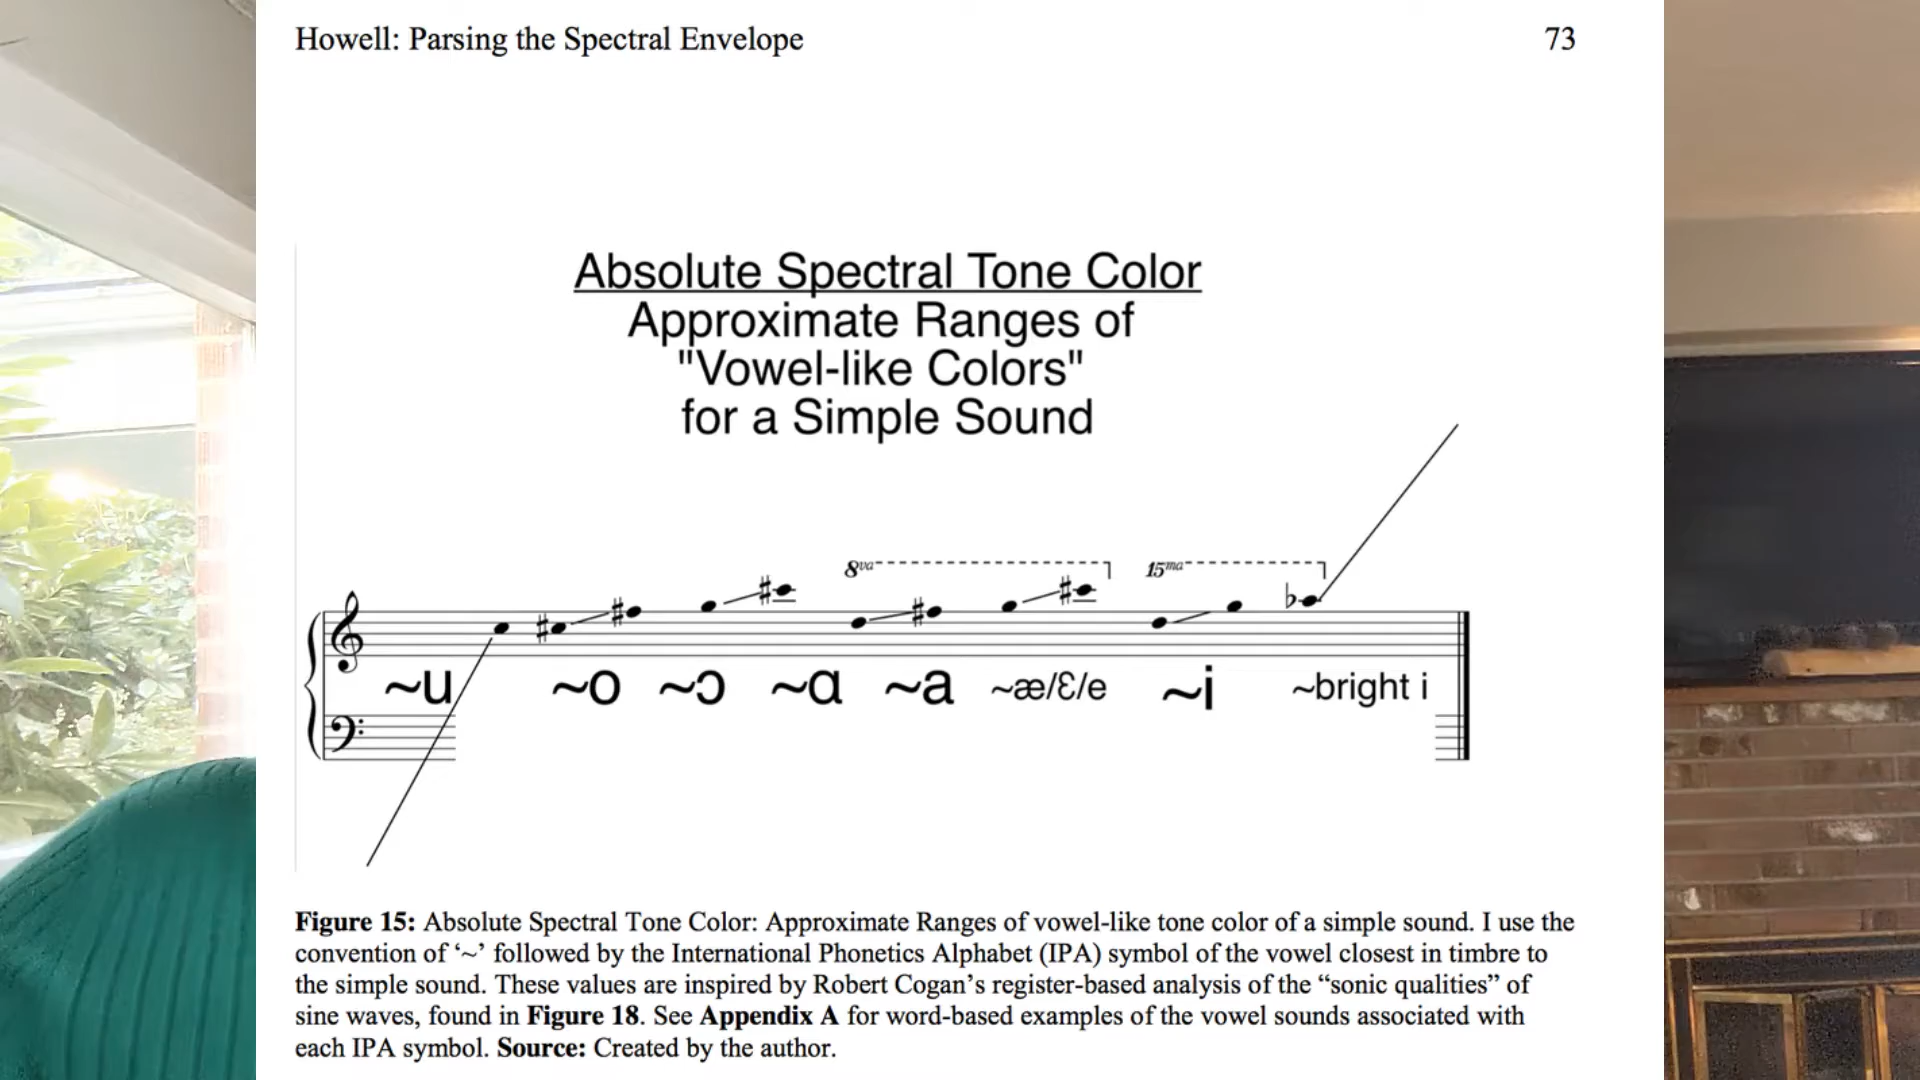 Howell: Parsing the Spectral Envelope 73
Absolute Spectral Tone Color
Approximate Ranges of
"Vowel-like Colors"
for a Simple Sound
8va 15ma
~u ~o ~ɔ ~ɑ ~a ~æ/Ɛ/e ~i ~bright i
Figure 15: Absolute Spectral Tone Color: Approximate Ranges of vowel-like tone color of a simple sound. I use the
convention of ‘~’ followed by the International Phonetics Alphabet (IPA) symbol of the vowel closest in timbre to
the simple sound. These values are inspired by Robert Cogan’s register-based analysis of the “sonic qualities” of
sine waves, found in Figure 18. See Appendix A for word-based examples of the vowel sounds associated with
each IPA symbol. Source: Created by the author.